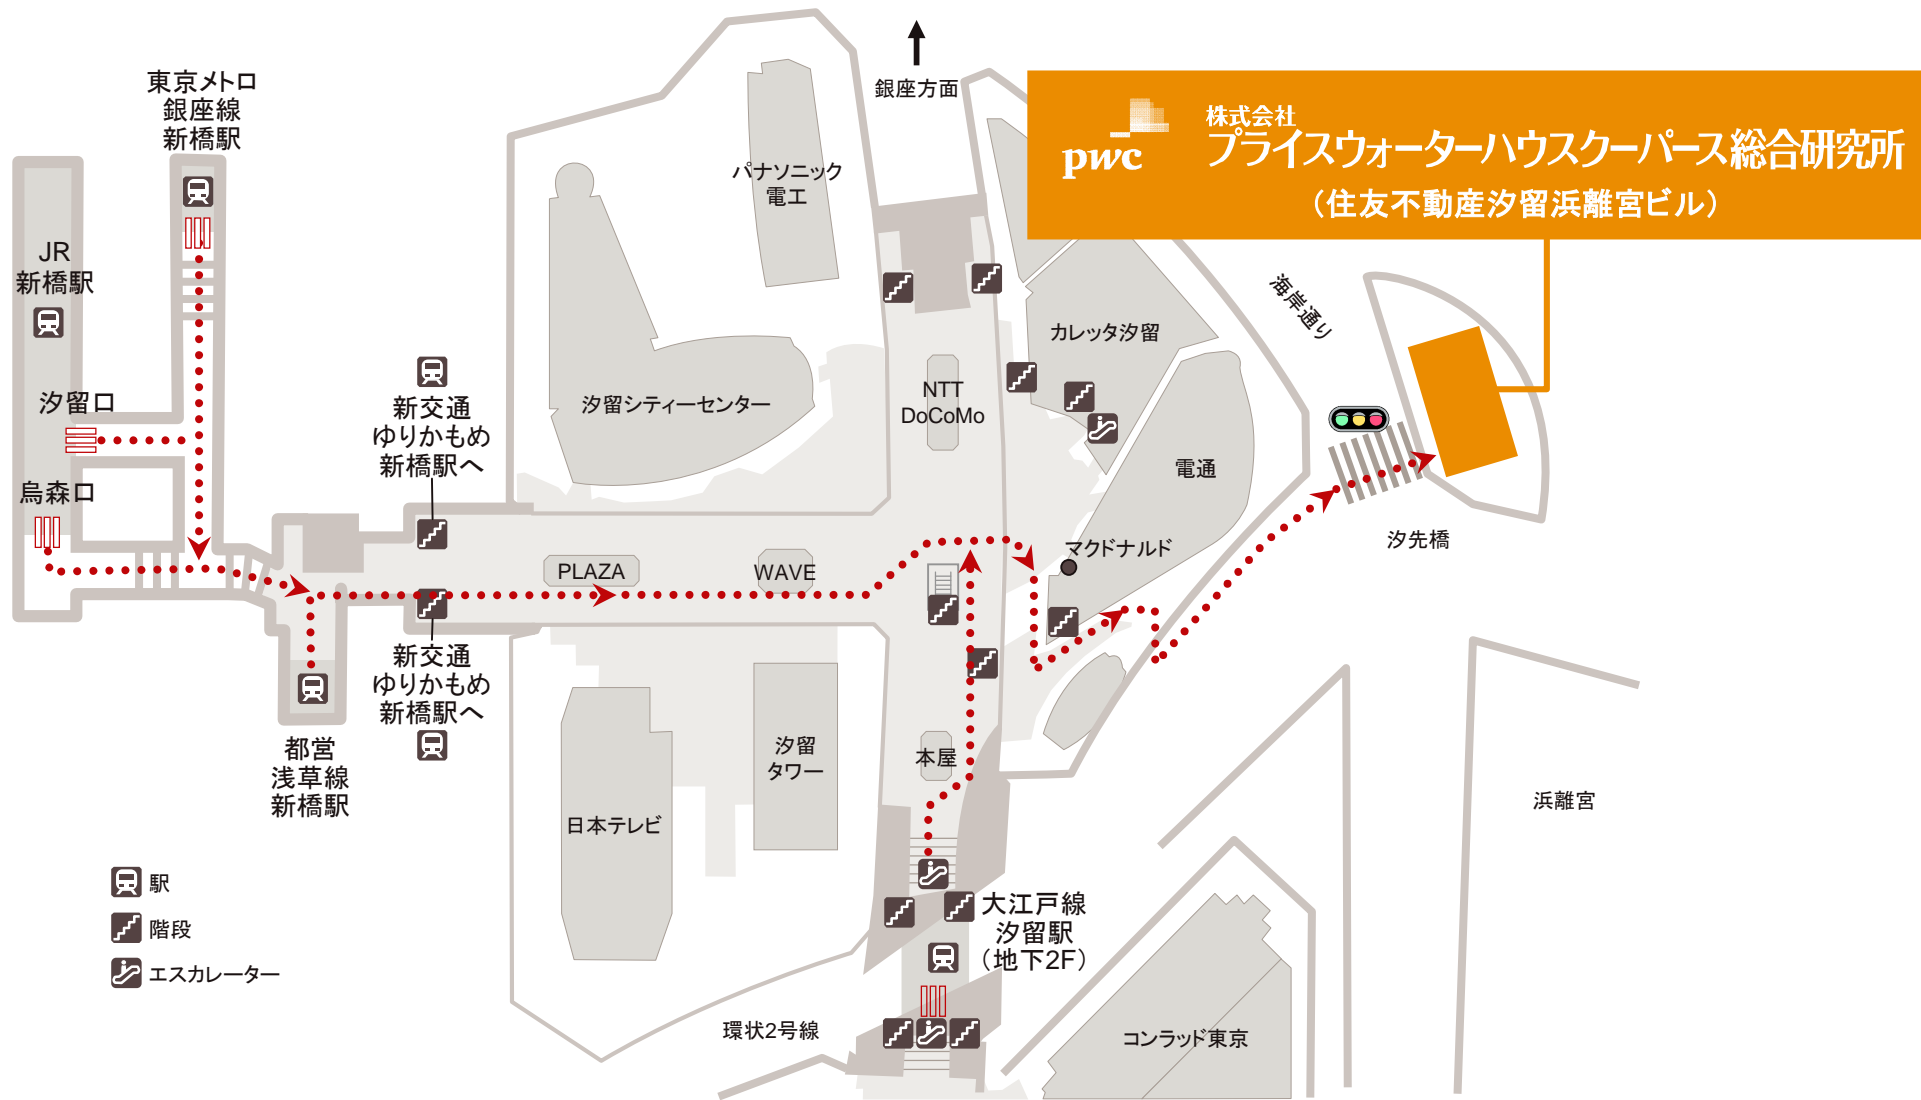 東京メトロ
銀座線
新橋駅
JR
新橋駅
汐留口
烏森口
新交通
ゆりかもめ
新橋駅へ
新交通
ゆりかもめ
新橋駅へ
都営
浅草線
新橋駅
パナソニック
電工
汐留シティーセンター
銀座方面
pwc
株式会社
プライスウォーターハウスクーパース総合研究所
（住友不動産汐留浜離宮ビル）
海岸通り
カレッタ汐留
NTT
DoCoMo
電通
汐先橋
マクドナルド
PLAZA
WAVE
汐留
タワー
本屋
日本テレビ
浜離宮
大江戸線
汐留駅
（地下2F）
環状2号線
コンラッド東京
駅
階段
エスカレーター